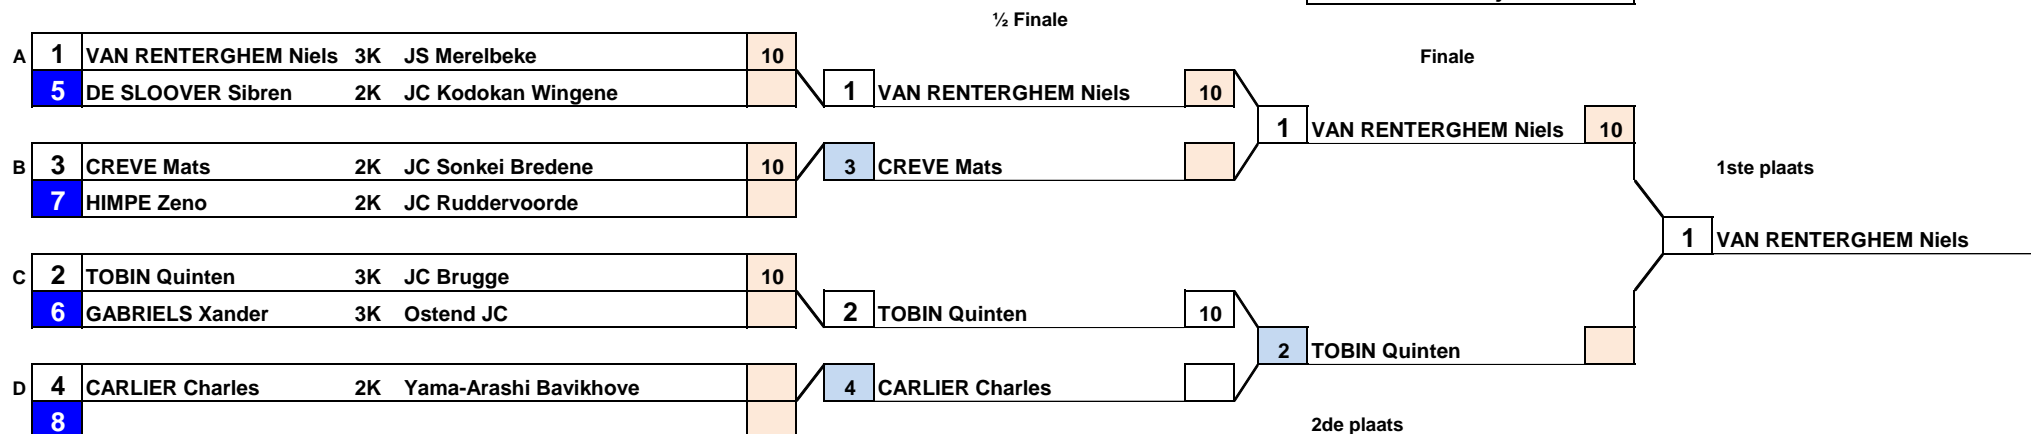 ½ Finale
A 1 VAN RENTERGHEM Niels 3K JS Merelbeke 10
Finale
5 DE SLOOVER Sibren 2K JC Kodokan Wingene
1 VAN RENTERGHEM Niels 10
1 VAN RENTERGHEM Niels 10
B 3 CREVE Mats 2K JC Sonkei Bredene 10
3 CREVE Mats
1ste plaats
7 HIMPE Zeno 2K JC Ruddervoorde
1 VAN RENTERGHEM Niels
C 2 TOBIN Quinten 3K JC Brugge 10
6 GABRIELS Xander 3K Ostend JC
2 TOBIN Quinten 10
2 TOBIN Quinten
D 4 CARLIER Charles 2K Yama-Arashi Bavikhove
4 CARLIER Charles
8
2de plaats